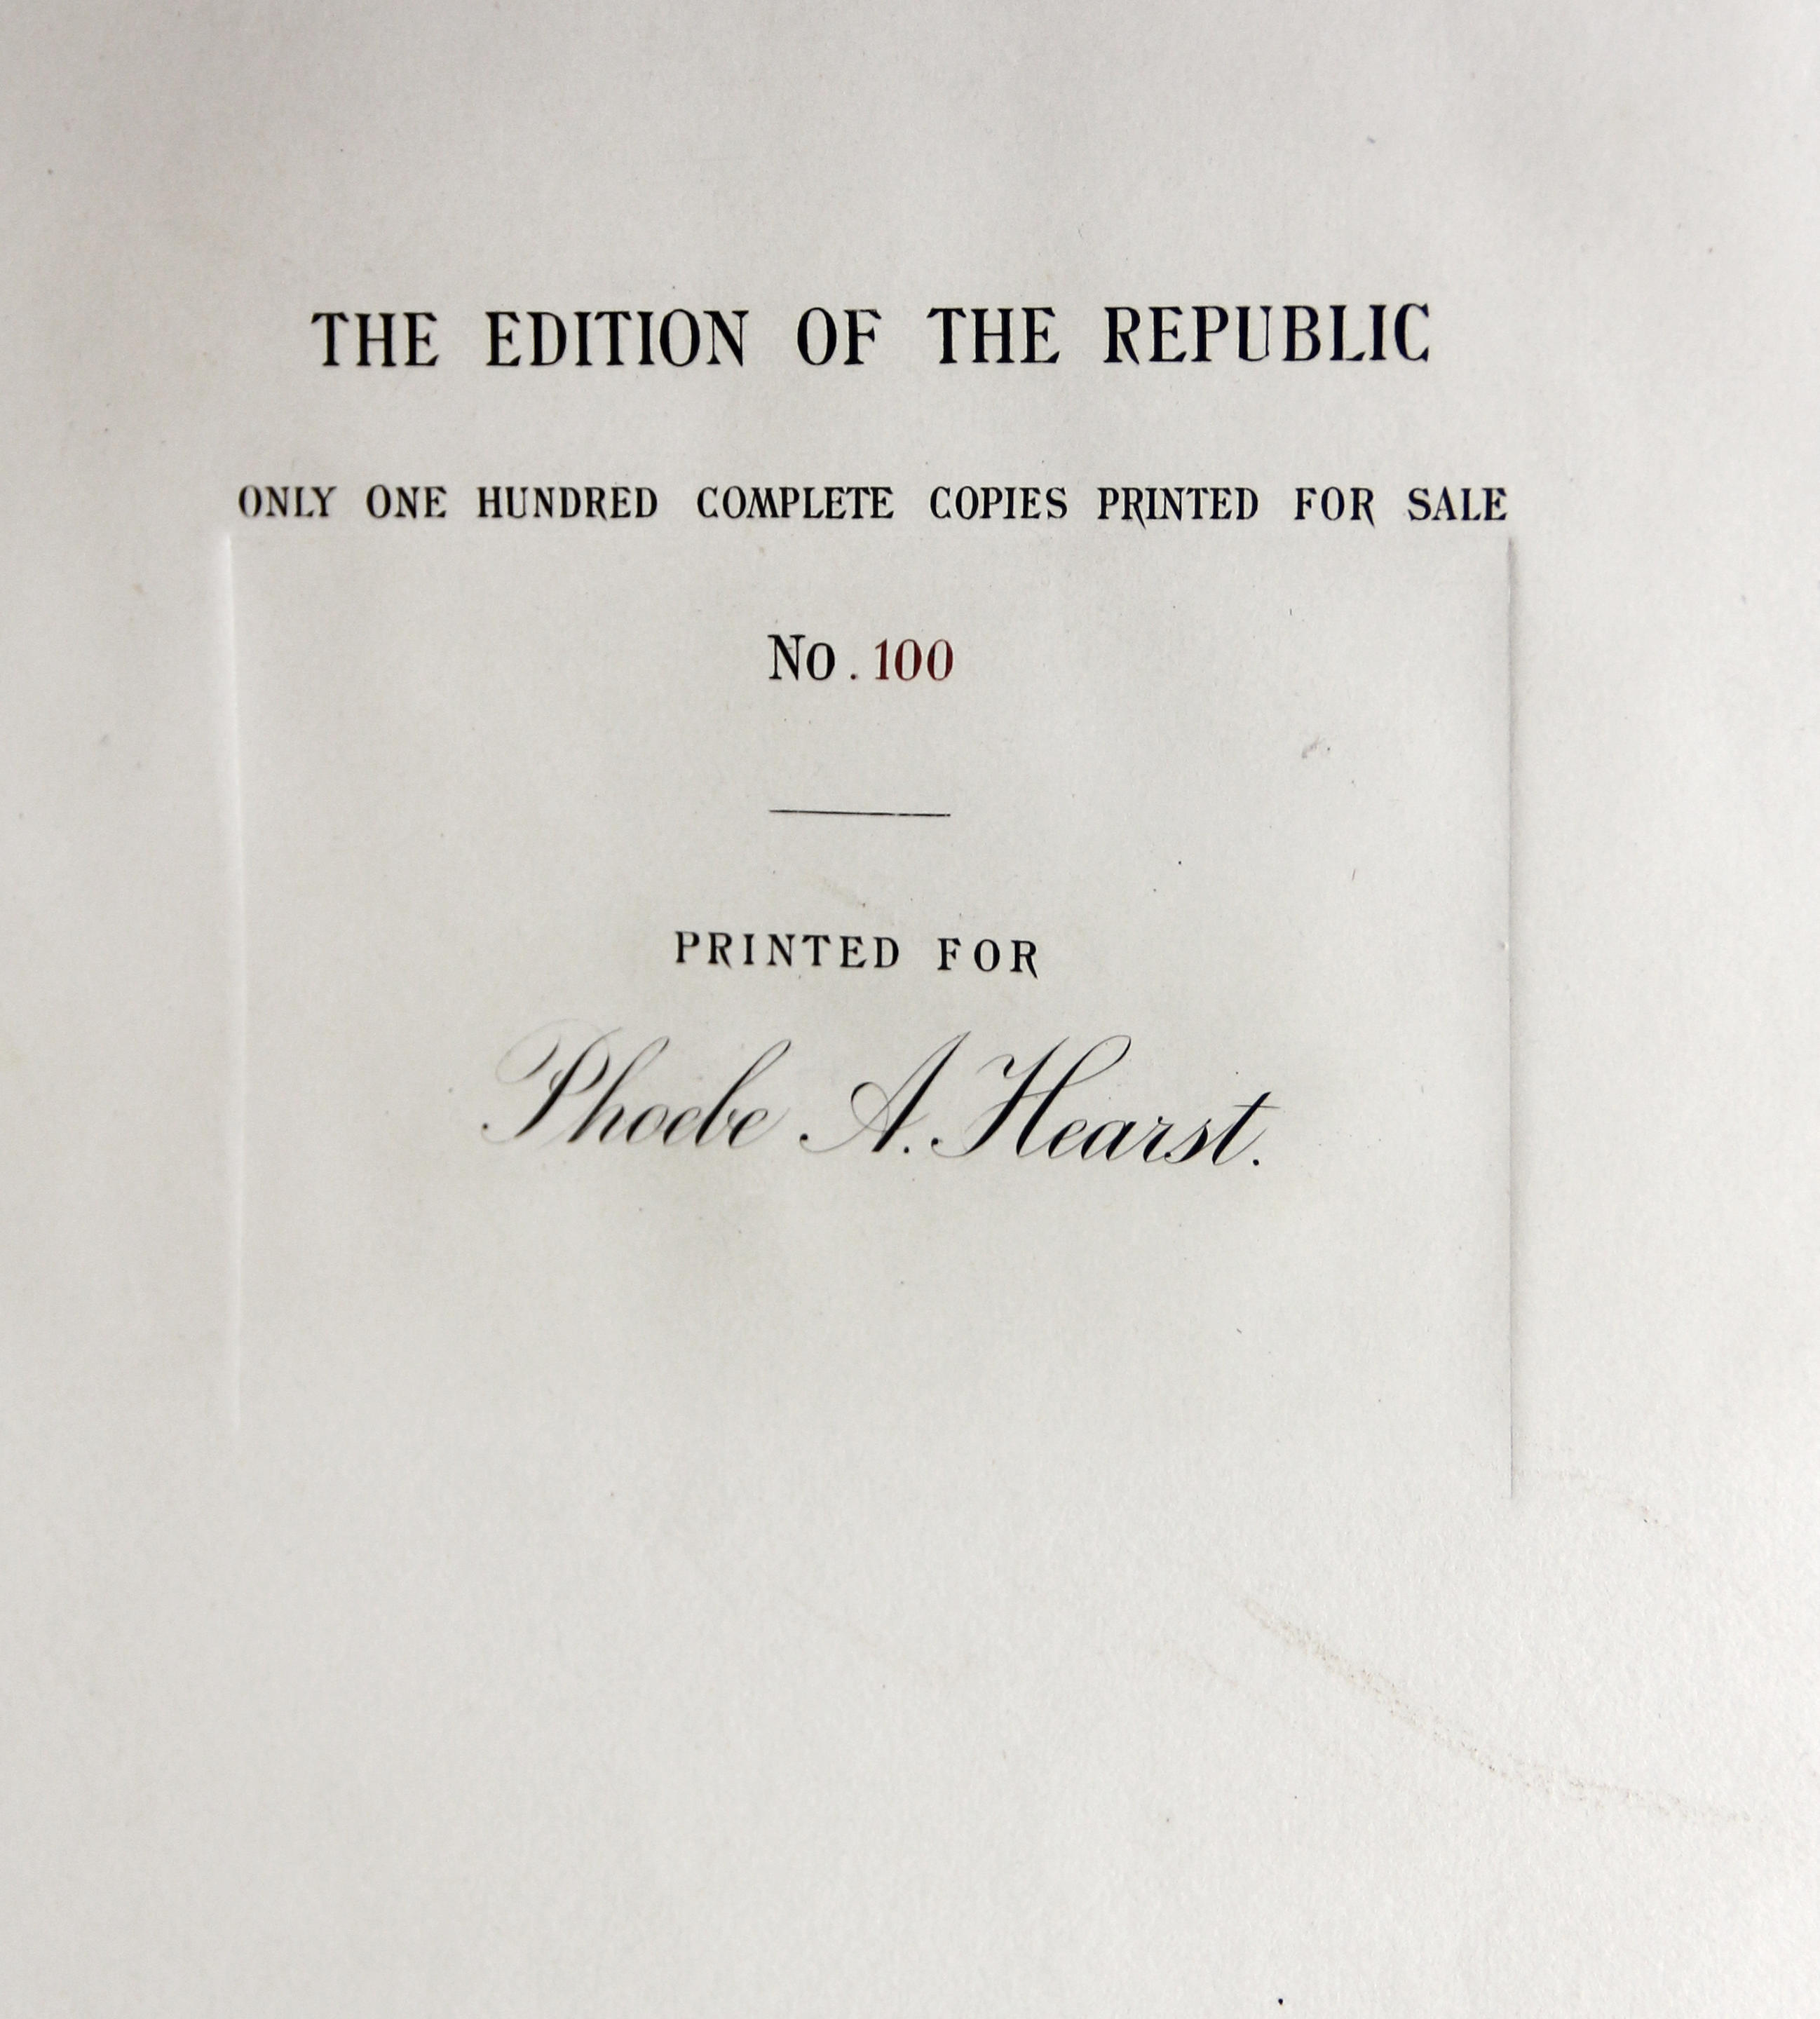 THE EDITION OF THE REPUBLIC
ONLY ONE HUNDRED COMPLETE COPIES PRINTED FOR SALE
No. 100
PRINTED FOR
Phoebe A. Hearst.